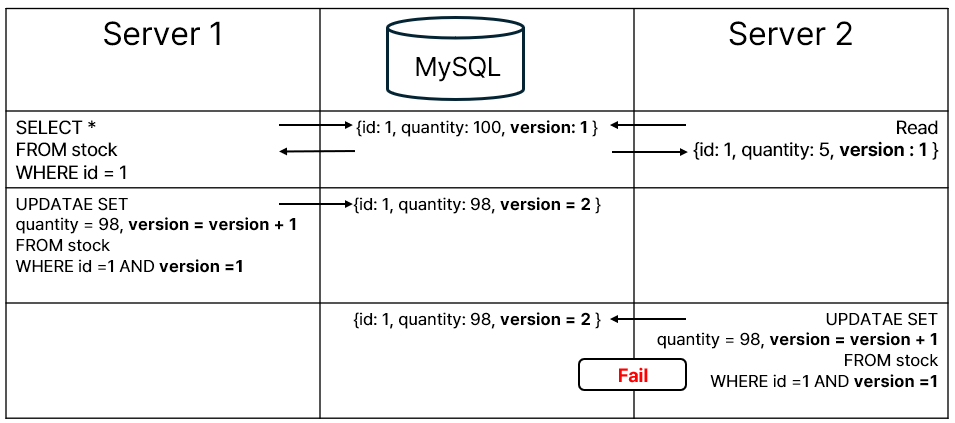 Server 1
MySQL
Server 2
SELECT *
FROM stock
WHERE id = 1
{id: 1, quantity: 100, version: 1 }
Read
{id: 1, quantity: 5, version : 1 }
UPDATAE SET
quantity = 98, version = version + 1
FROM stock
WHERE id =1 AND version =1
{id: 1, quantity: 98, version = 2 }
{id: 1, quantity: 98, version = 2 }
UPDATAE SET
quantity = 98, version = version + 1
FROM stock
WHERE id =1 AND version =1
Fail